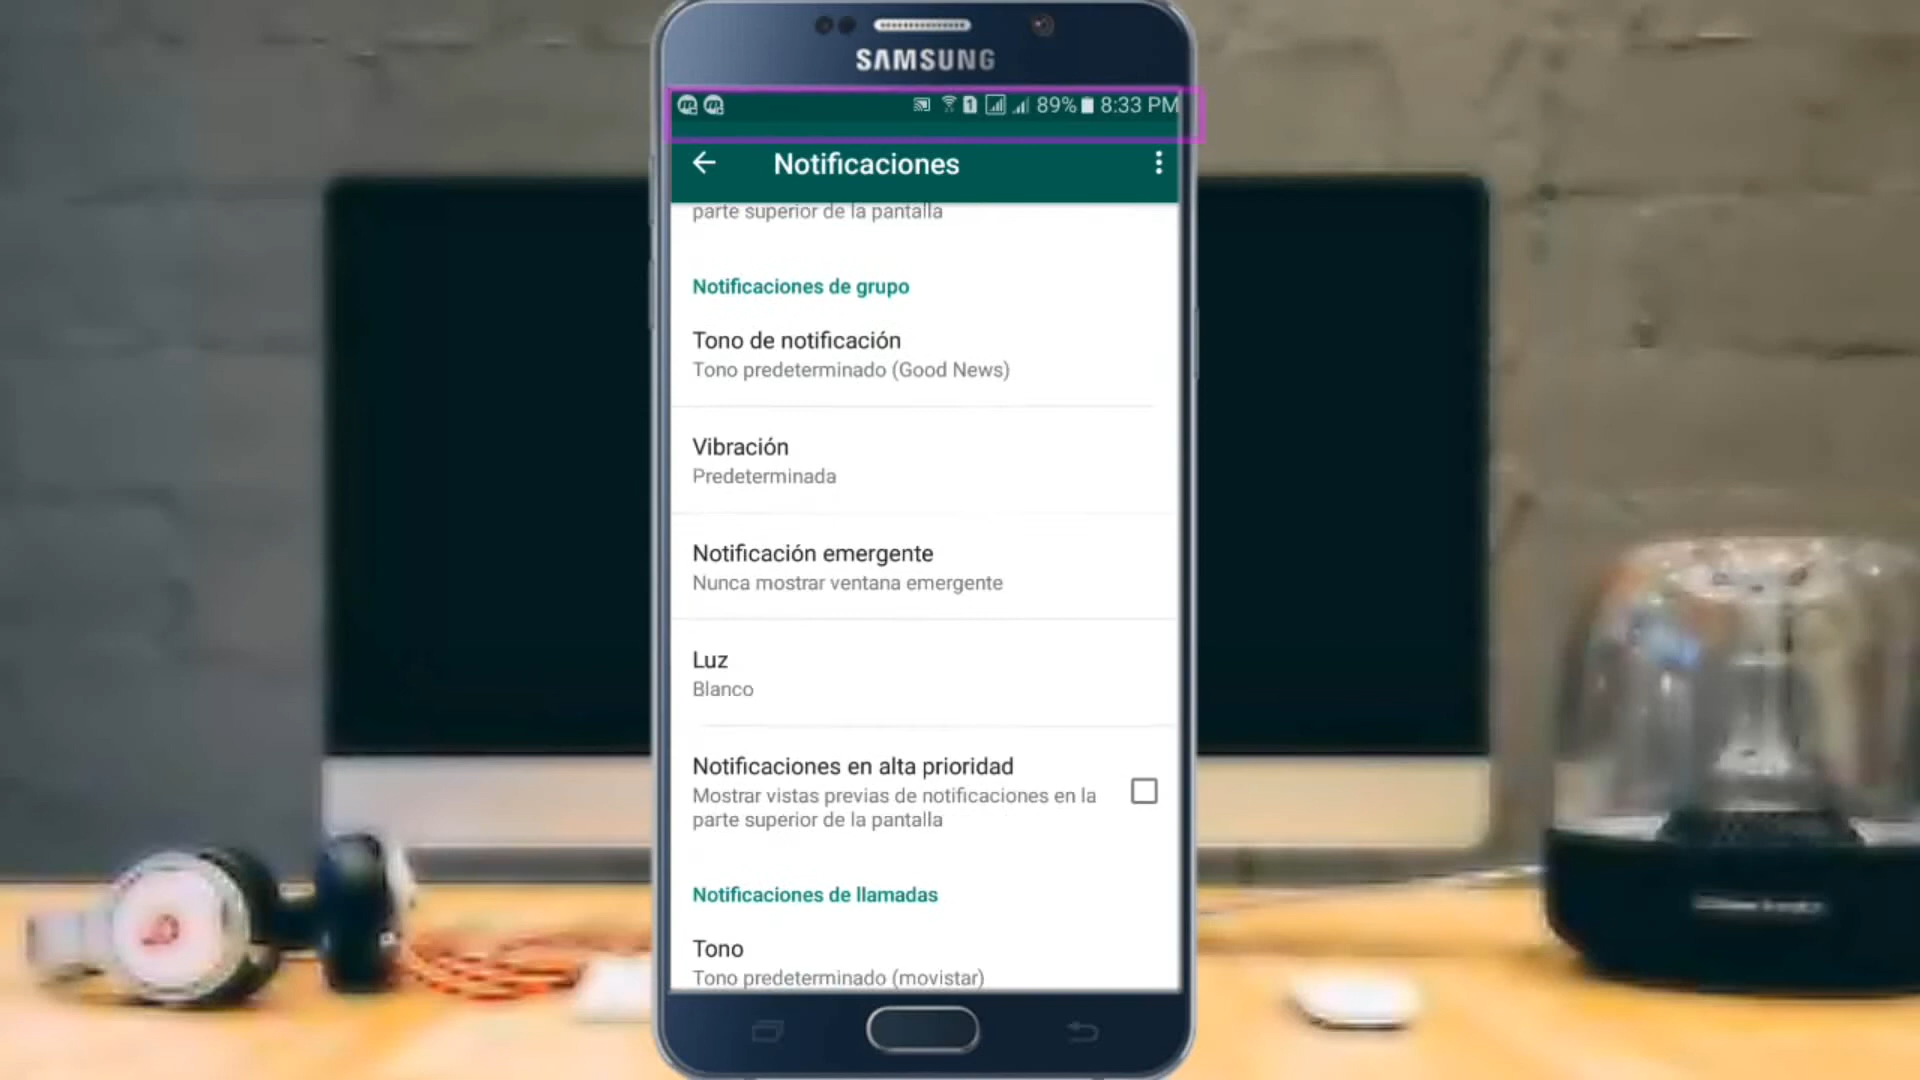 SAMSUNG
89% 8:33 PM
Notificaciones
parte superior de la pantalla
Notificaciones de grupo
Tono de notificación
Tono predeterminado (Good News)
Vibración
Predeterminada
Notificación emergente
Nunca mostrar ventana emergente
Luz
Blanco
Notificaciones en alta prioridad
Mostrar vistas previas de notificaciones en la
parte superior de la pantalla
Notificaciones de llamadas
Tono
Tono predeterminado (movistar)